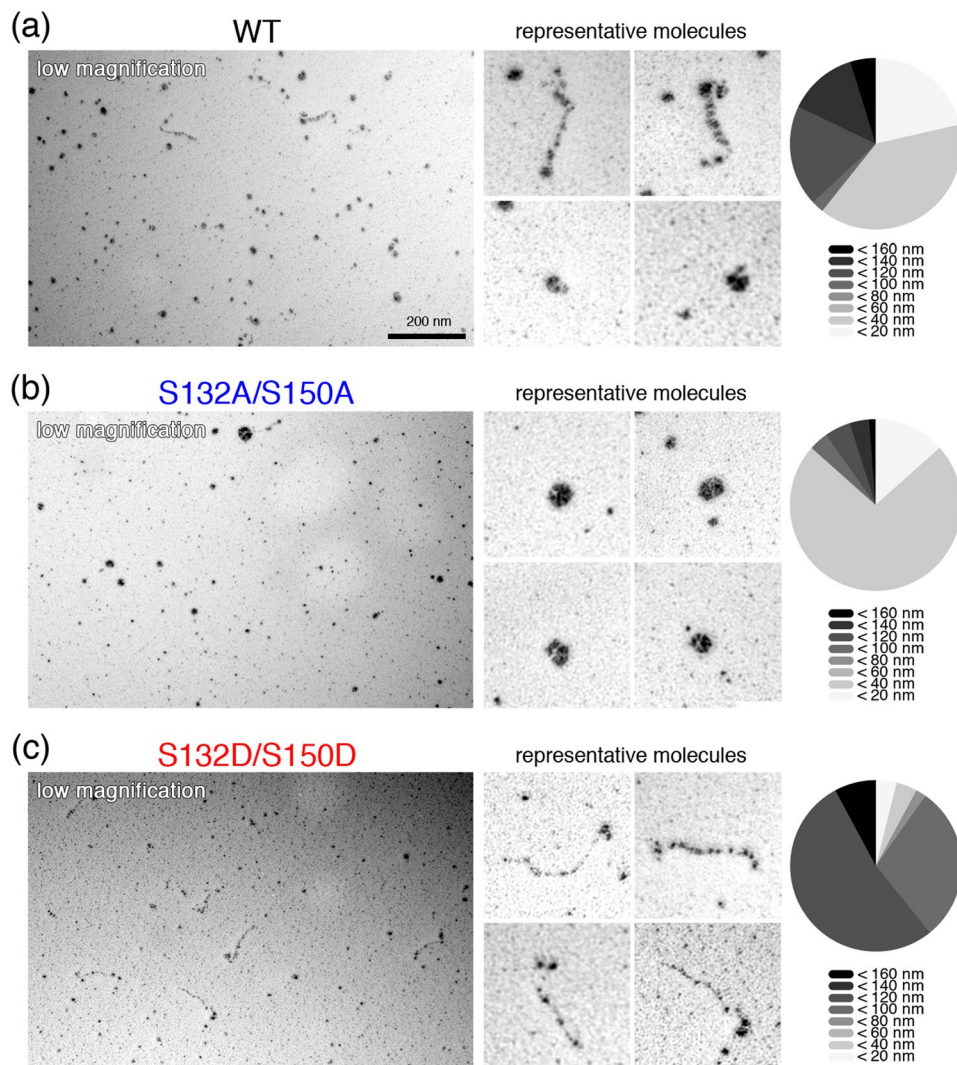 (a)
WT
representative molecules
low magnification
200 nm
< 160 nm
< 140 nm
< 120 nm
< 100 nm
< 80 nm
< 60 nm
< 40 nm
< 20 nm
(b)
S132A/S150A
representative molecules
low magnification
< 160 nm
< 140 nm
< 120 nm
< 100 nm
< 80 nm
< 60 nm
< 40 nm
< 20 nm
(c)
S132D/S150D
representative molecules
low magnification
< 160 nm
< 140 nm
< 120 nm
< 100 nm
< 80 nm
< 60 nm
< 40 nm
< 20 nm